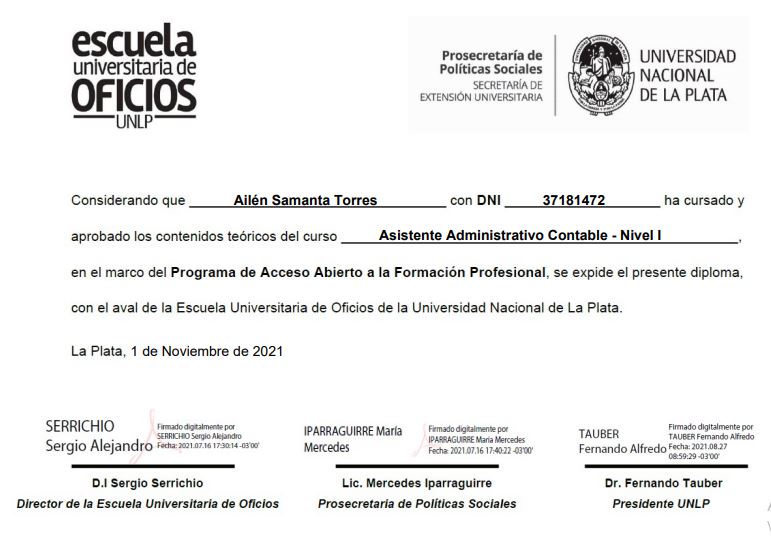 escuela
universitaria de
OFICIOS
UNLP
Prosecretaría de
Políticas Sociales
SECRETARÍA DE
EXTENSIÓN UNIVERSITARIA
UNIVERSIDAD
NACIONAL
DE LA PLATA
Considerando que Ailén Samanta Torres con DNI 37181472 ha cursado y
aprobado los contenidos teóricos del curso Asistente Administrativo Contable - Nivel I,
en el marco del Programa de Acceso Abierto a la Formación Profesional, se expide el presente diploma,
con el aval de la Escuela Universitaria de Oficios de la Universidad Nacional de La Plata.
La Plata, 1 de Noviembre de 2021
SERRICHIO
Sergio Alejandro
Firmado digitalmente por
SERRICHIO Sergio Alejandro
Fecha: 2021.07.16 17:30:14 -03'00'
D.I Sergio Serrichio
Director de la Escuela Universitaria de Oficios
IPARRAGUIRRE María
Mercedes
Firmado digitalmente por
IPARRAGUIRRE María Mercedes
Fecha: 2021.07.16 17:40:22 -03'00'
Lic. Mercedes Iparraguirre
Prosecretaria de Políticas Sociales
TAUBER
Fernando Alfredo
Firmado digitalmente por
TAUBER Fernando Alfredo
Fecha: 2021.08.27
08:59:29 -03'00'
Dr. Fernando Tauber
Presidente UNLP